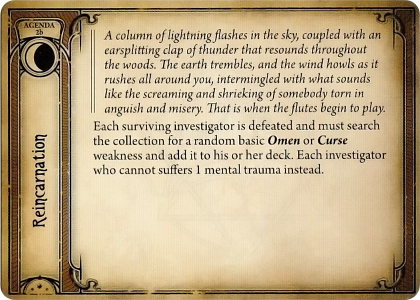 AGENDA
2b
Reincarnation
A column of lightning flashes in the sky, coupled with an
earsplitting clap of thunder that resounds throughout
the woods. The earth trembles, and the wind howls as it
rushes all around you, intermingled with what sounds
like the screaming and shrieking of somebody torn in
anguish and misery. That is when the flutes begin to play.
Each surviving investigator is defeated and must search
the collection for a random basic Omen or Curse
weakness and add it to his or her deck. Each investigator
who cannot suffers 1 mental trauma instead.